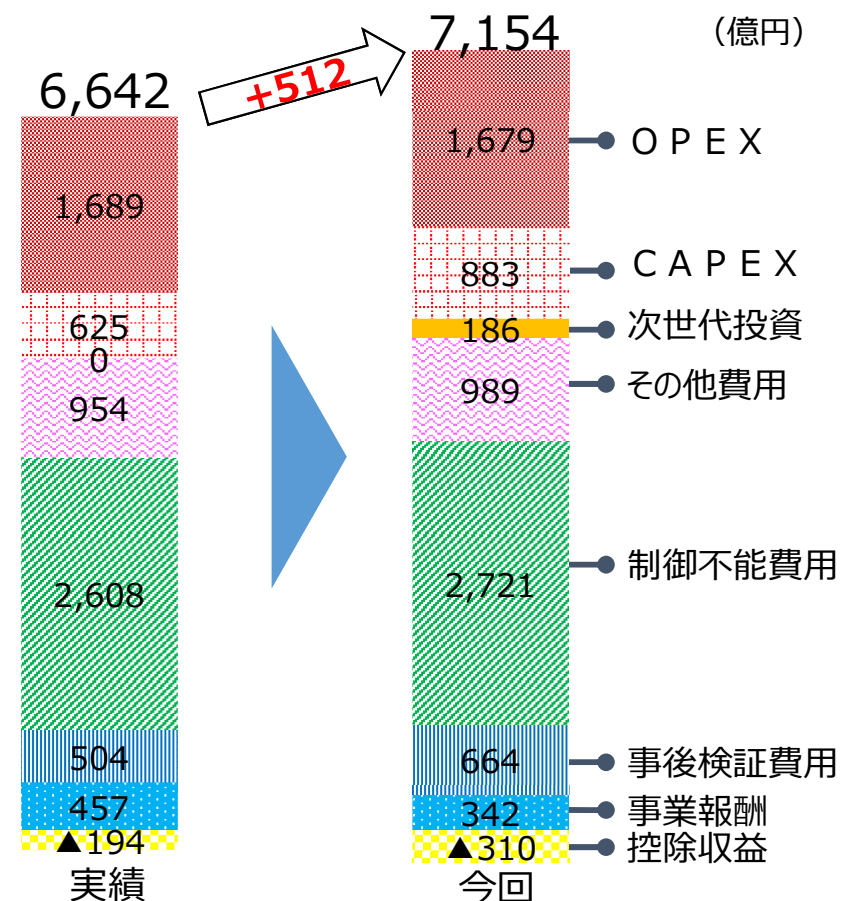 （億円）
6,642
+512
7,154
1,689
625
0
954
2,608
504
457
▲194
実績
1,679
ＯＰＥＸ
883
ＣＡＰＥＸ
186
次世代投資
989
その他費用
2,721
制御不能費用
664
事後検証費用
342
事業報酬
▲310
控除収益
今回